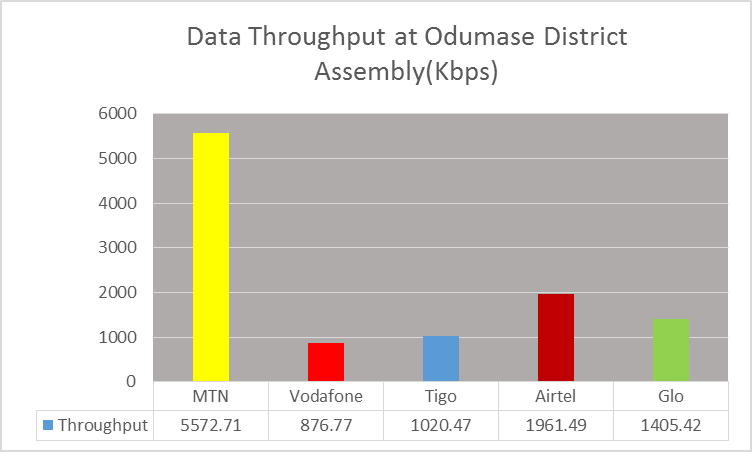 Data Throughput at Odumase District
Assembly(Kbps)
6000
5000
4000
3000
2000
1000
0
MTN Vodafone Tigo Airtel Glo
Throughput 5572.71 876.77 1020.47 1961.49 1405.42